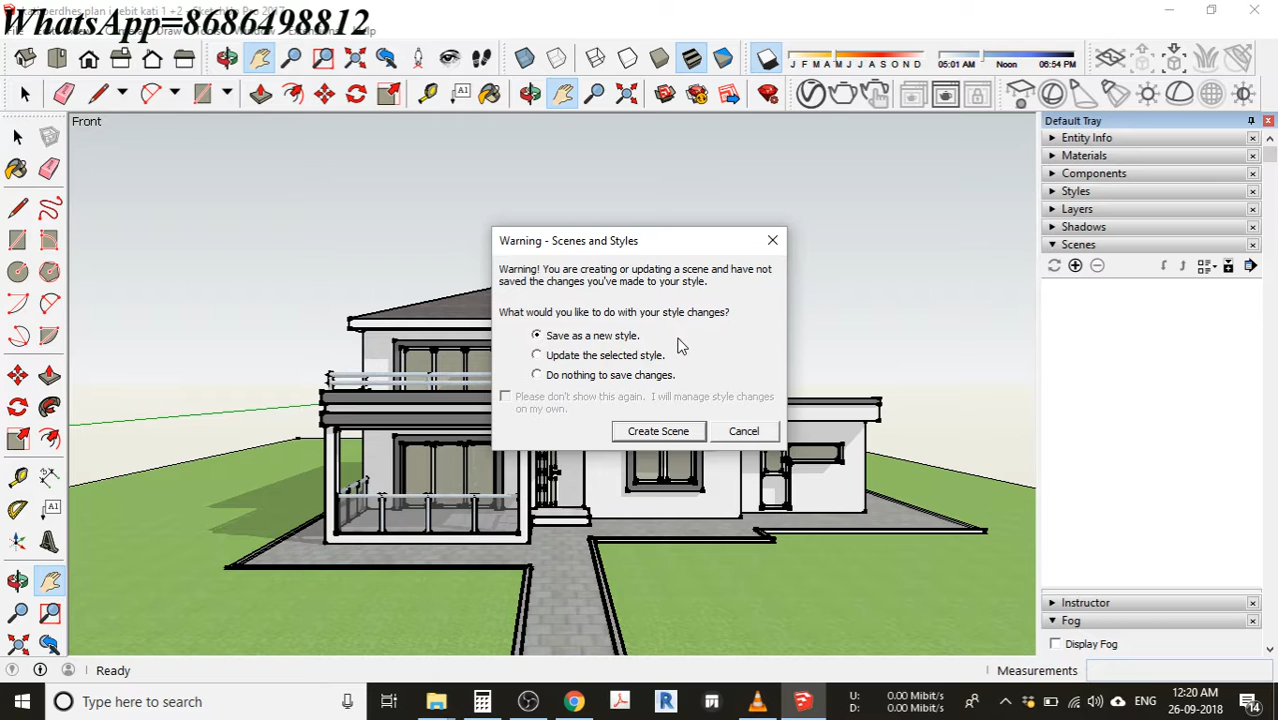 WhatsApp=8686498812
J F M A M J J A S O N D
05:01 AM Noon 06:54 PM
A1
Front
Default Tray
Entity Info
Materials
Components
Styles
Layers
Shadows
Scenes
Warning - Scenes and Styles
Warning! You are creating or updating a scene and have not
saved the changes you've made to your style.
What would you like to do with your style changes?
Save as a new style.
Update the selected style.
Do nothing to save changes.
Please don't show this again. I will manage style changes
on my own.
Create Scene Cancel
A1
Instructor
Fog
Display Fog
Ready
Measurements
Type here to search
U: 0.00 Mibit/s
D: 0.00 Mibit/s
ENG
12:20 AM
26-09-2018
14